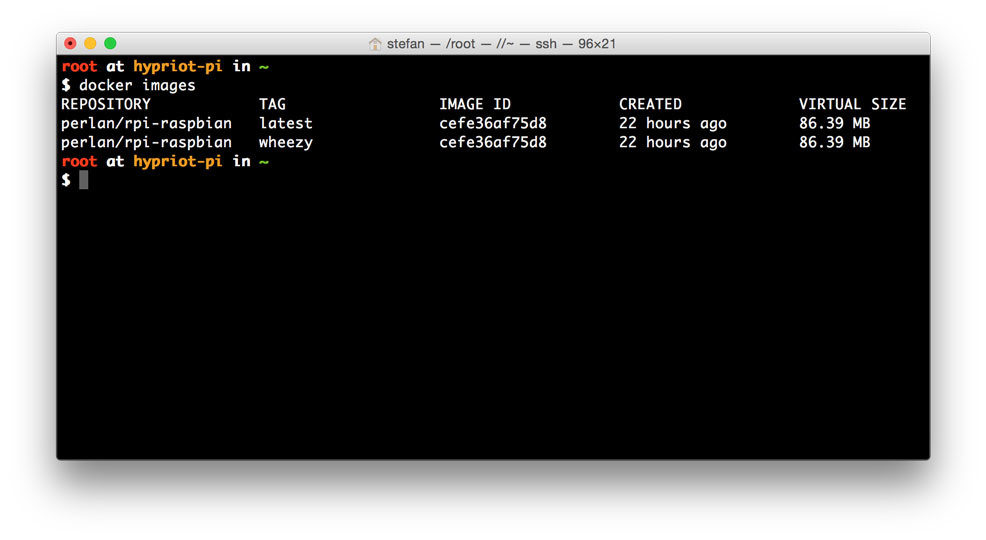 stefan — /root — //~ — ssh — 96×21
root at hypriot-pi in ~
$ docker images
REPOSITORY TAG IMAGE ID CREATED VIRTUAL SIZE
perlan/rpi-raspbian latest cefe36af75d8 22 hours ago 86.39 MB
perlan/rpi-raspbian wheezy cefe36af75d8 22 hours ago 86.39 MB
root at hypriot-pi in ~
$